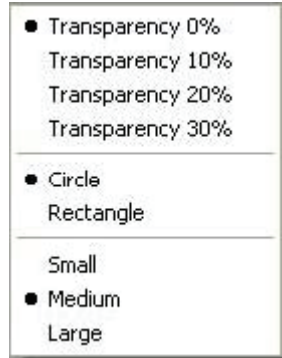 Transparency 0%
Transparency 10%
Transparency 20%
Transparency 30%
Circle
Rectangle
Small
Medium
Large